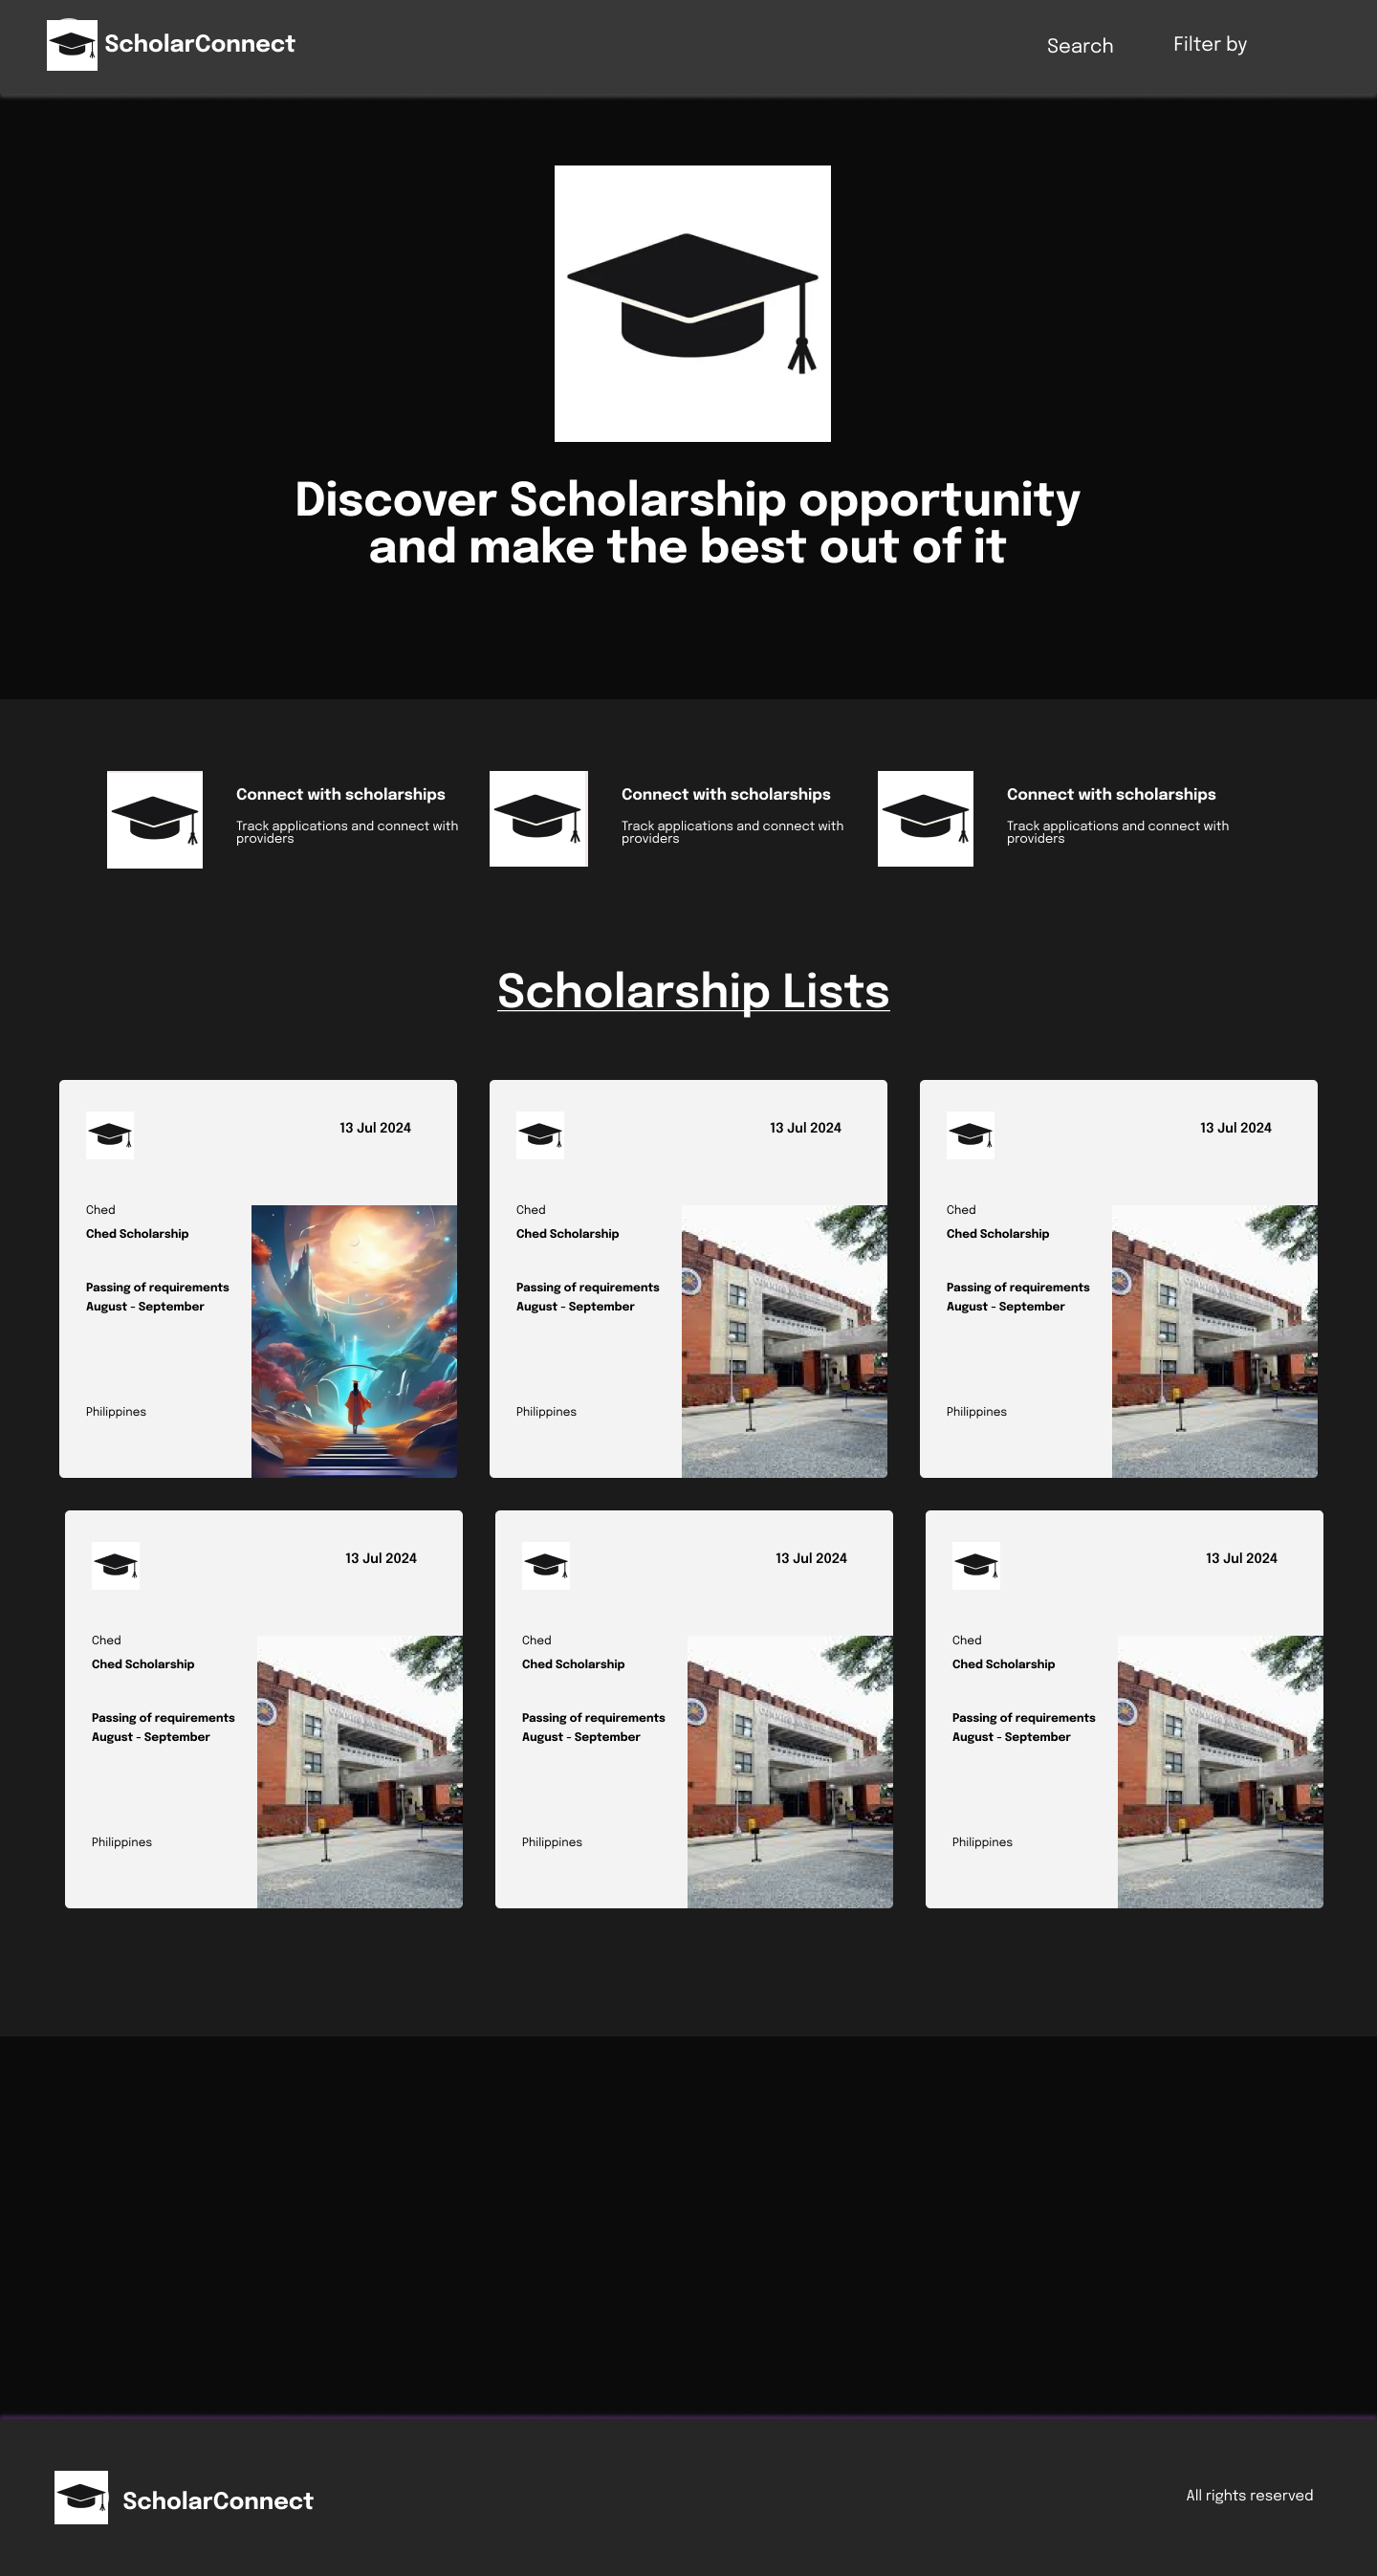 ScholarConnect
Search
Filter by
Discover Scholarship opportunity
and make the best out of it
Connect with scholarships
Track applications and connect with
providers
Connect with scholarships
Track applications and connect with
providers
Connect with scholarships
Track applications and connect with
providers
Scholarship Lists
13 Jul 2024
Ched
Ched Scholarship
Passing of requirements
August - September
Philippines
13 Jul 2024
Ched
Ched Scholarship
Passing of requirements
August - September
Philippines
13 Jul 2024
Ched
Ched Scholarship
Passing of requirements
August - September
Philippines
13 Jul 2024
Ched
Ched Scholarship
Passing of requirements
August - September
Philippines
13 Jul 2024
Ched
Ched Scholarship
Passing of requirements
August - September
Philippines
13 Jul 2024
Ched
Ched Scholarship
Passing of requirements
August - September
Philippines
ScholarConnect
All rights reserved